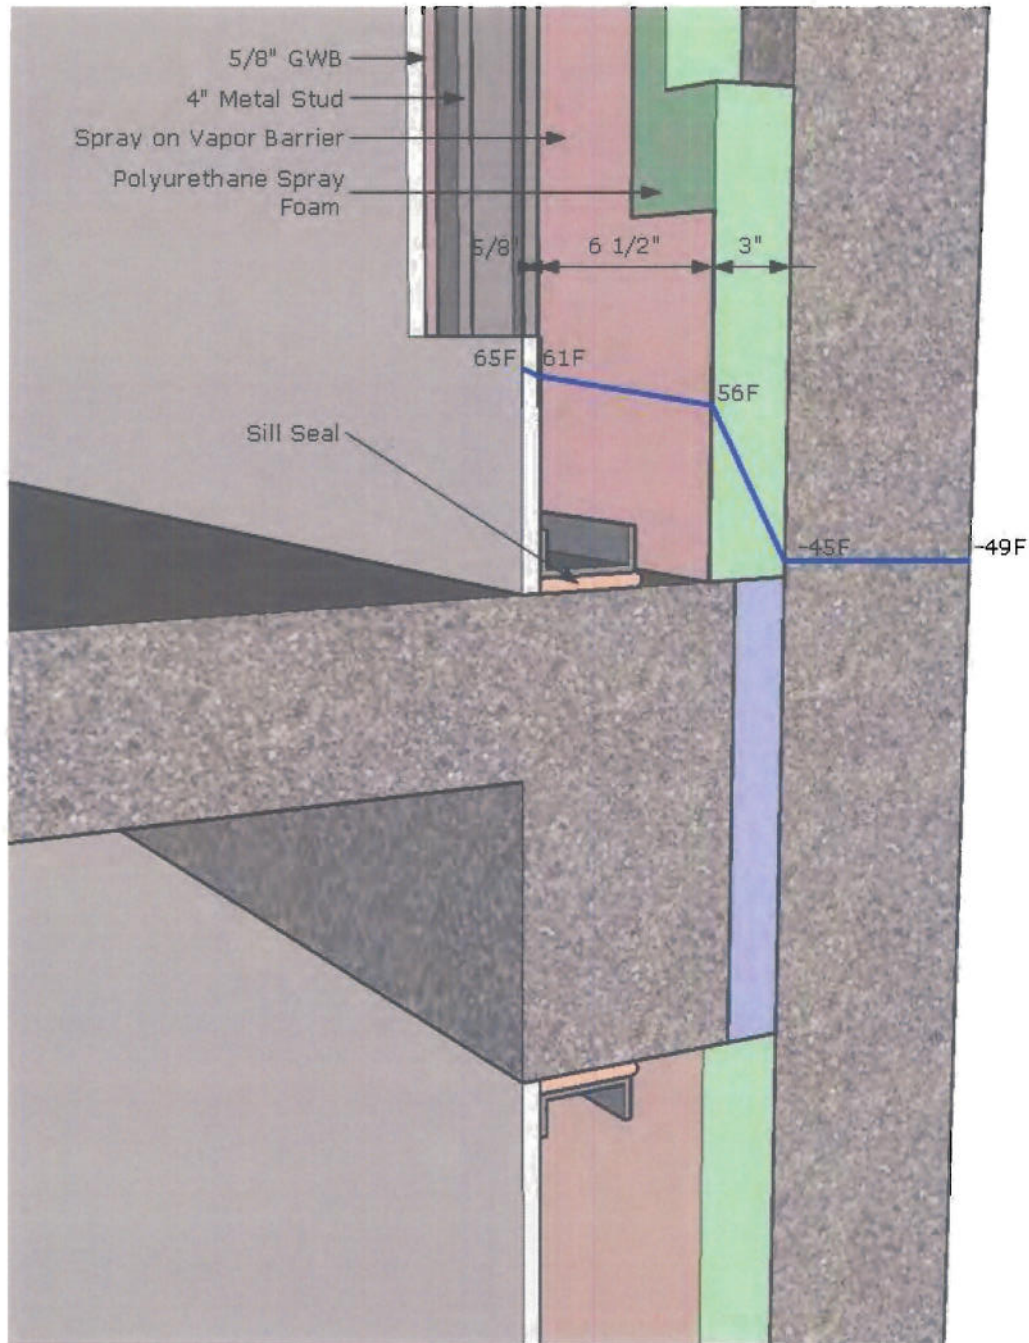 5/8" GWB
4" Metal Stud
Spray on Vapor Barrier
Polyurethane Spray
Foam
5/8" 6 1/2" 3"
65F 61F
56F
Sill Seal
-45F -49F